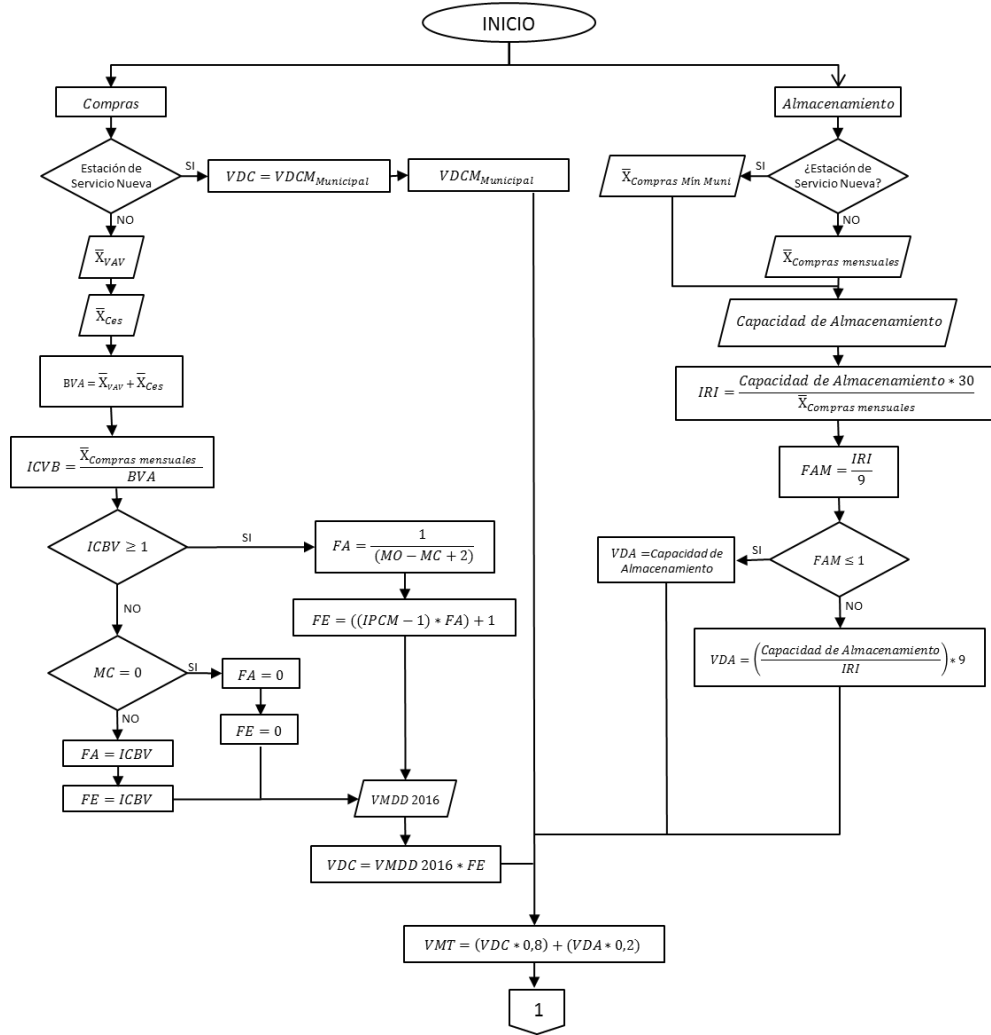 INICIO
Compras
Almacenamiento
Estación de
Servicio Nueva
SI
VDC = VDCM_Municipal
VDCM_Municipal
NO
X̅_VAV
X̅_Ces
BVA = X̅_VAV + X̅_Ces
ICVB = X̅_Compras mensuales / BVA
ICBV ≥ 1
SI
FA = 1 / (MO − MC + 2)
FE = ((IPCM − 1) * FA) + 1
NO
MC = 0
SI
FA = 0
FE = 0
NO
FA = ICBV
FE = ICBV
VMDD 2016
VDC = VMDD 2016 * FE
¿Estación de
Servicio Nueva?
SI
X̅_Compras Mín Muni
NO
X̅_Compras mensuales
Capacidad de Almacenamiento
IRI = Capacidad de Almacenamiento * 30 / X̅_Compras mensuales
FAM = IRI / 9
FAM ≤ 1
SI
VDA =Capacidad de
Almacenamiento
NO
VDA = (Capacidad de Almacenamiento / IRI) * 9
VMT = (VDC * 0,8) + (VDA * 0,2)
1